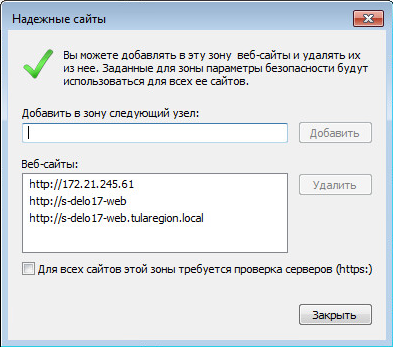 Надежные сайты
Вы можете добавлять в эту зону веб-сайты и удалять их
из нее. Заданные для зоны параметры безопасности будут
использоваться для всех ее сайтов.
Добавить в зону следующий узел:
Добавить
Веб-сайты:
http://172.21.245.61
http://s-delo17-web
http://s-delo17-web.tularegion.local
Удалить
Для всех сайтов этой зоны требуется проверка серверов (https:)
Закрыть